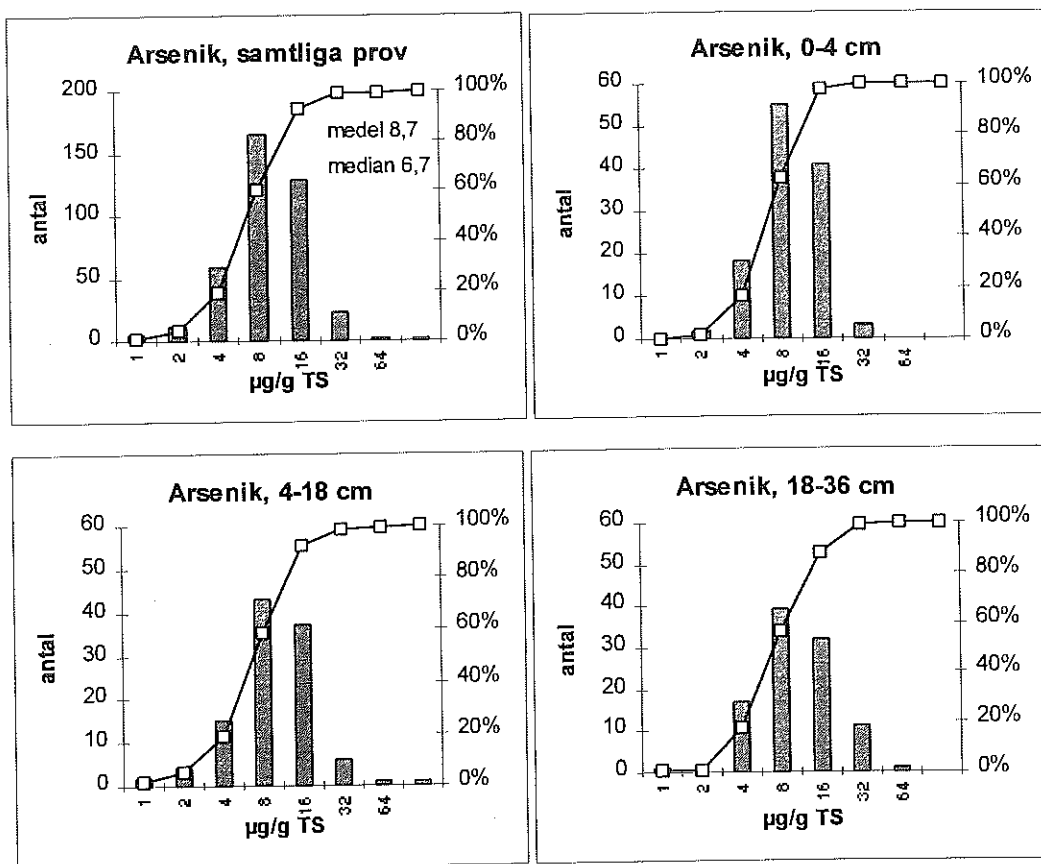 Arsenik, samtliga prov
200
150
100
50
0
100%
80%
60%
40%
20%
0%
medel 8,7
median 6,7
antal
1 2 4 8 16 32 64
µg/g TS
Arsenik, 0-4 cm
60
50
40
30
20
10
0
100%
80%
60%
40%
20%
0%
antal
1 2 4 8 16 32 64
µg/g TS
Arsenik, 4-18 cm
60
50
40
30
20
10
0
100%
80%
60%
40%
20%
0%
antal
1 2 4 8 16 32 64
µg/g TS
Arsenik, 18-36 cm
60
50
40
30
20
10
0
100%
80%
60%
40%
20%
0%
antal
1 2 4 8 16 32 64
µg/g TS